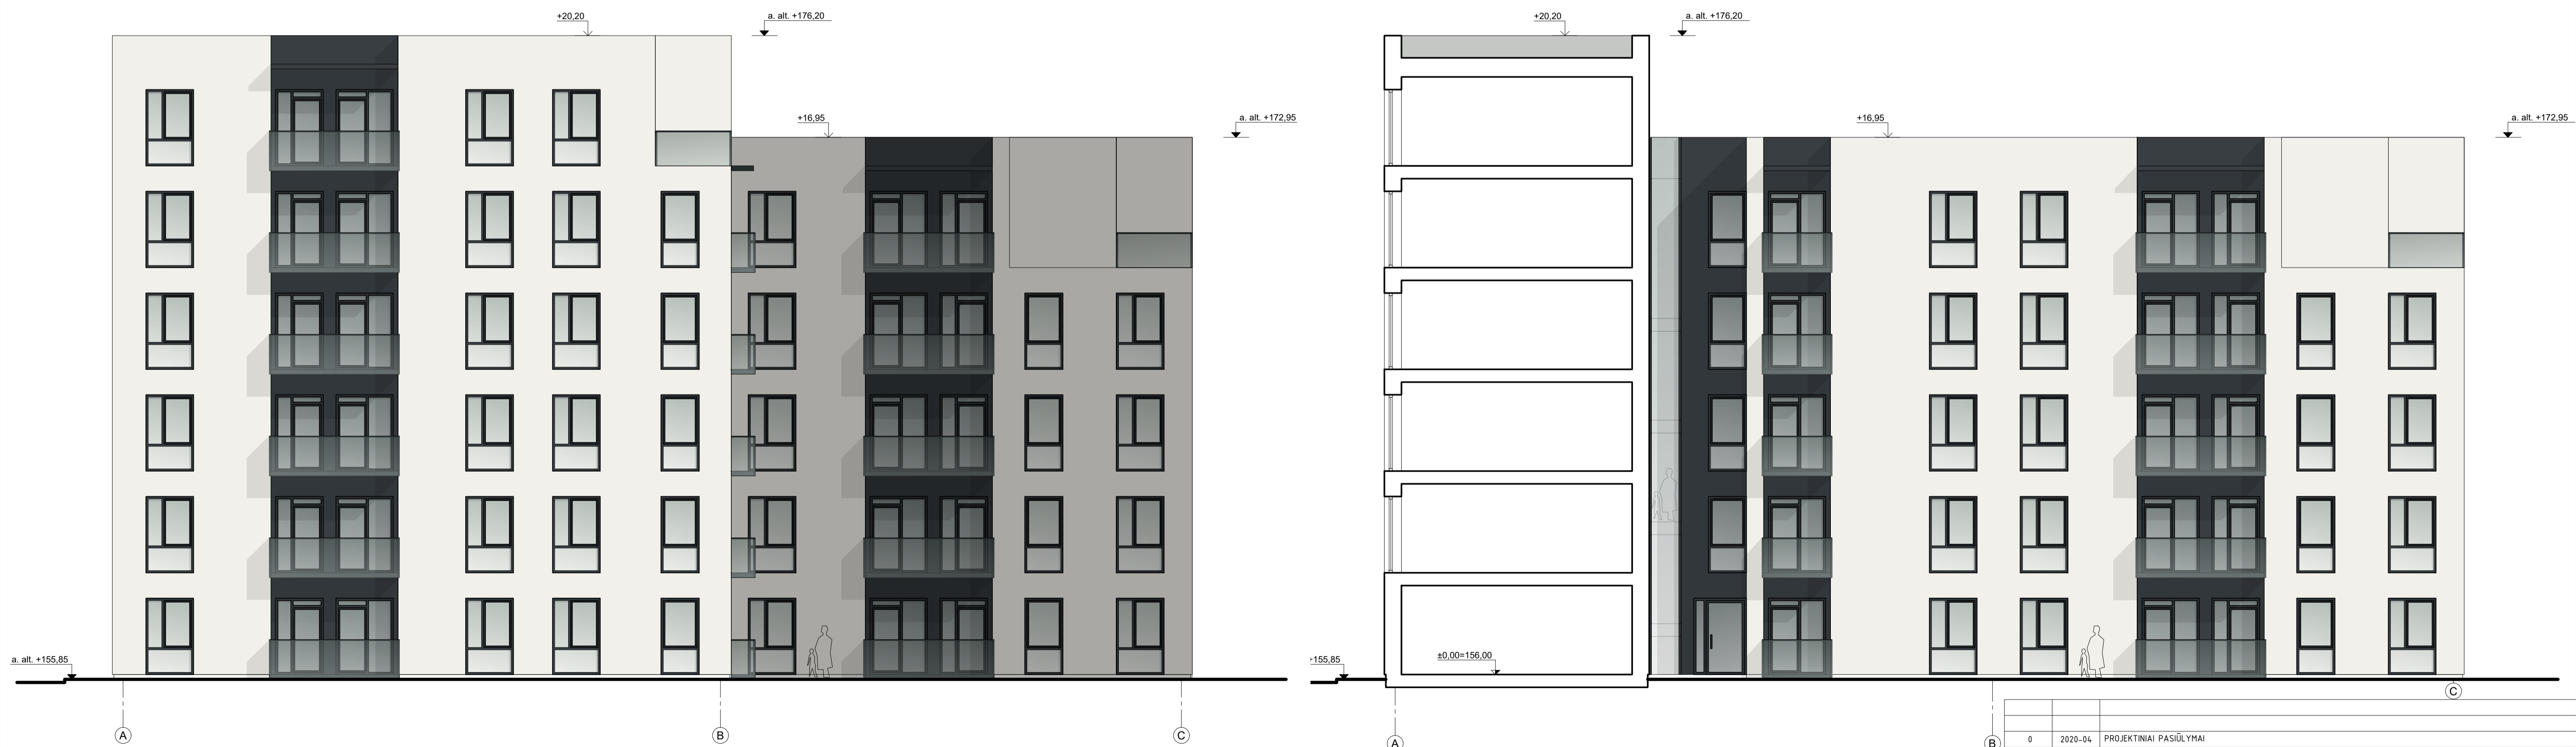 +20,20
a. alt. +176,20
+16,95
a. alt. +172,95
a. alt. +155,85
A
B
C
+20,20
a. alt. +176,20
+16,95
a. alt. +172,95
+155,85
±0,00=156,00
A
B
C
0 2020-04 PROJEKTINIAI PASIŪLYMAI